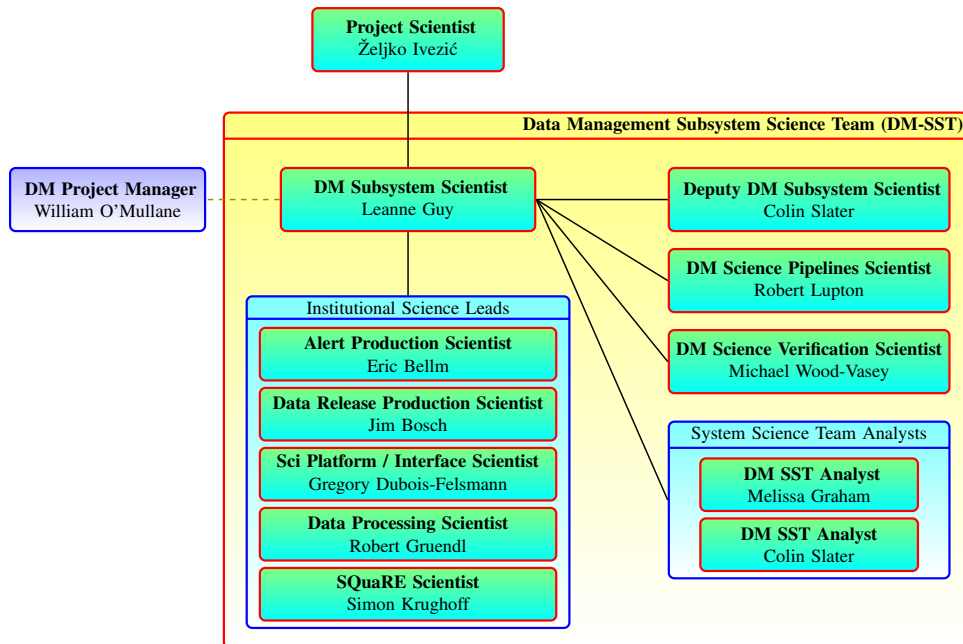 Project Scientist
Željko Ivezić
Data Management Subsystem Science Team (DM-SST)
DM Project Manager
William O’Mullane
DM Subsystem Scientist
Leanne Guy
Deputy DM Subsystem Scientist
Colin Slater
DM Science Pipelines Scientist
Robert Lupton
DM Science Verification Scientist
Michael Wood-Vasey
Institutional Science Leads
Alert Production Scientist
Eric Bellm
Data Release Production Scientist
Jim Bosch
Sci Platform / Interface Scientist
Gregory Dubois-Felsmann
Data Processing Scientist
Robert Gruendl
SQuaRE Scientist
Simon Krughoff
System Science Team Analysts
DM SST Analyst
Melissa Graham
DM SST Analyst
Colin Slater